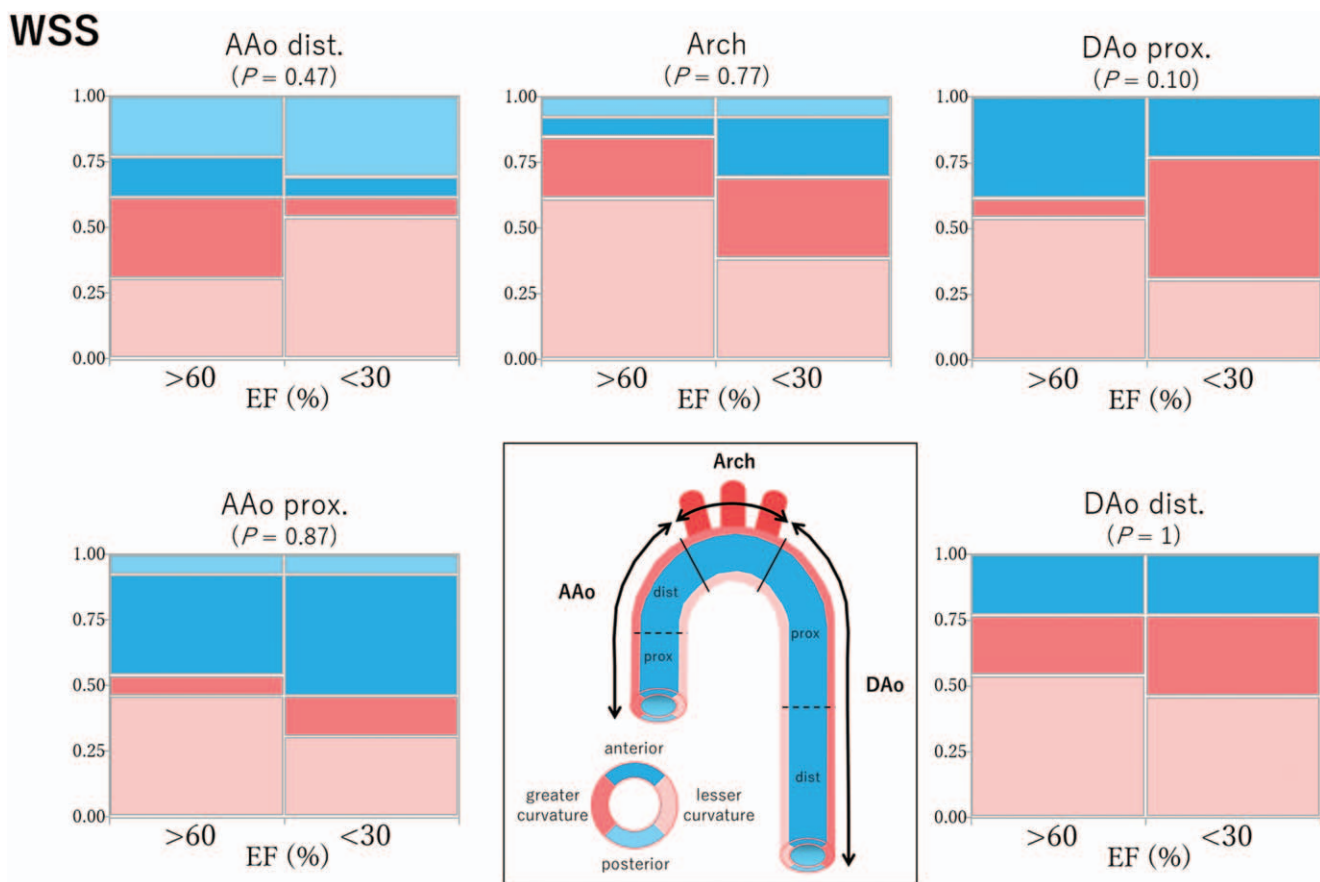 WSS
AAo dist.
(P = 0.47)
1.00
0.75
0.50
0.25
0.00
>60 <30
EF (%)
Arch
(P = 0.77)
1.00
0.75
0.50
0.25
0.00
>60 <30
EF (%)
DAo prox.
(P = 0.10)
1.00
0.75
0.50
0.25
0.00
>60 <30
EF (%)
AAo prox.
(P = 0.87)
1.00
0.75
0.50
0.25
0.00
>60 <30
EF (%)
Arch
AAo
dist
prox
prox
DAo
dist
anterior
greater
curvature
lesser
curvature
posterior
DAo dist.
(P = 1)
1.00
0.75
0.50
0.25
0.00
>60 <30
EF (%)